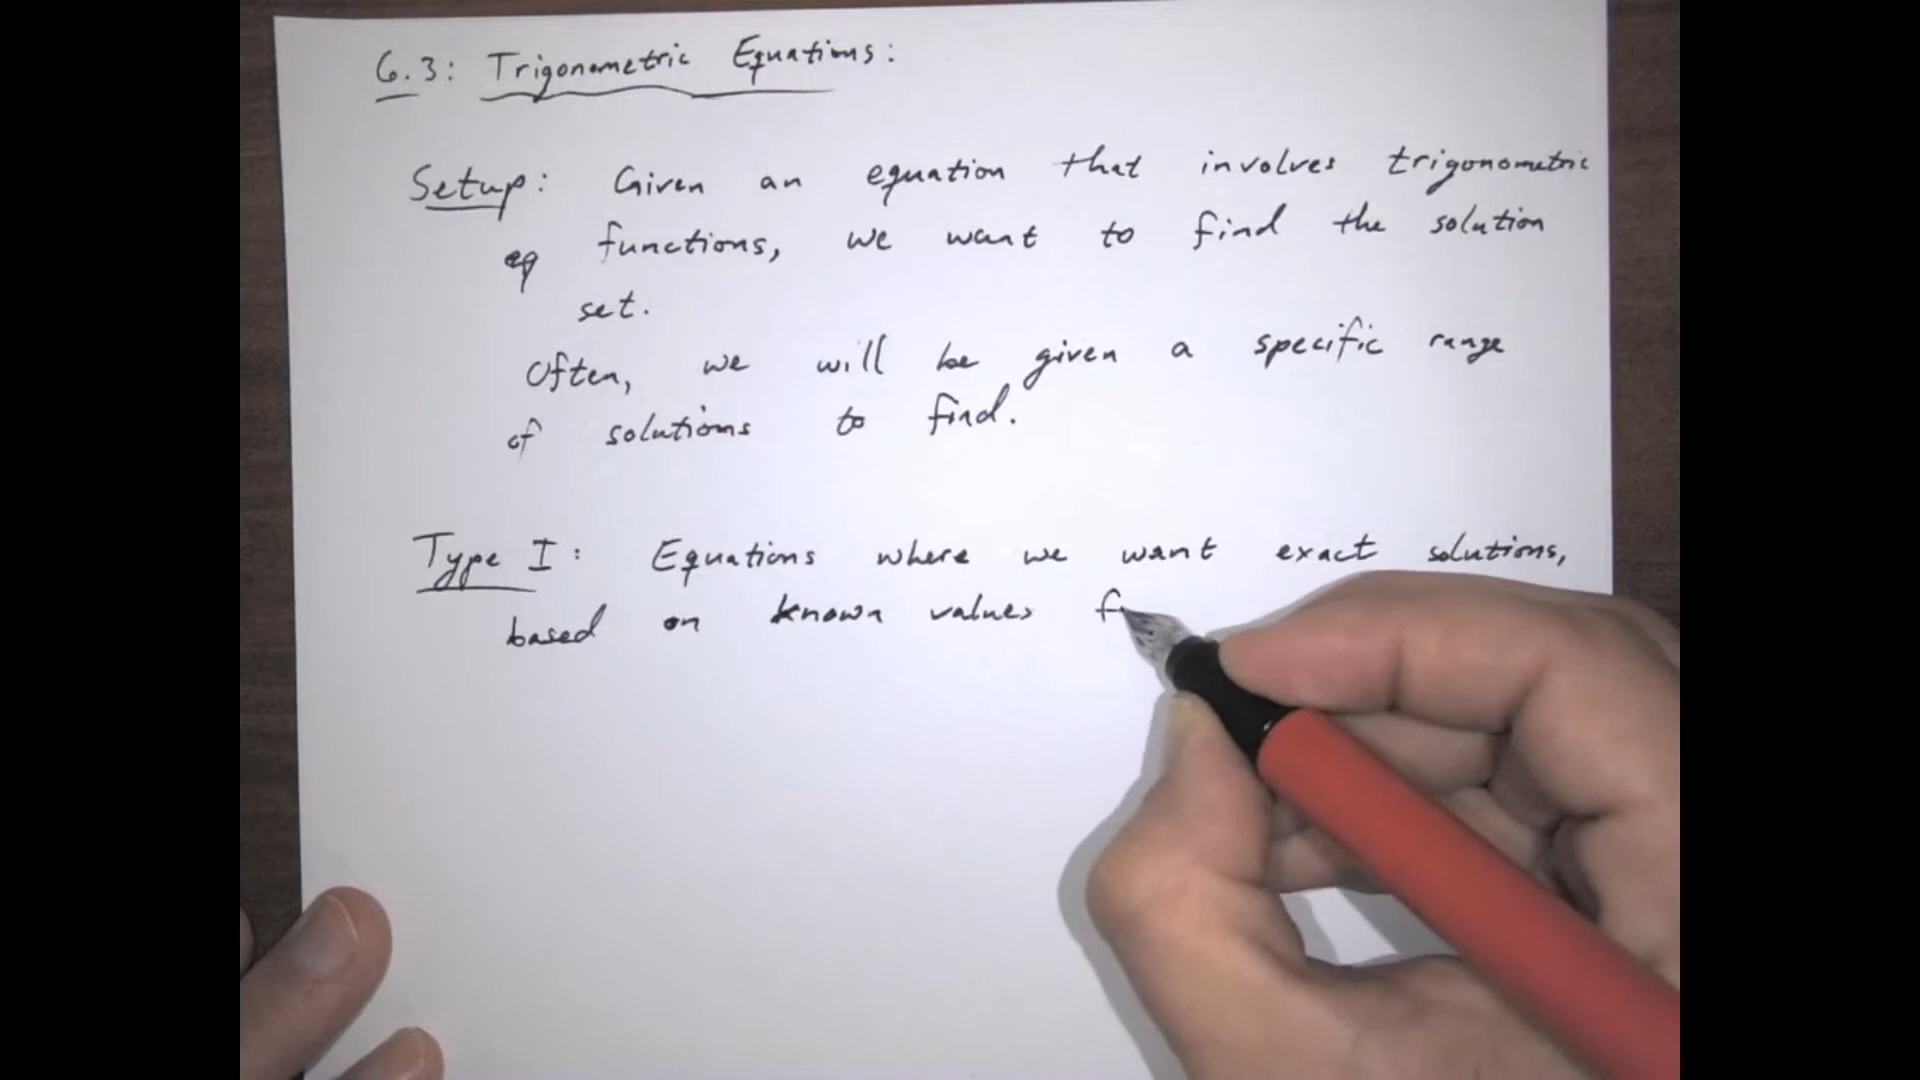 6.3: Trigonometric Equations:
Setup: Given an equation that involves trigonometric
eq functions, we want to find the solution
set.
Often, we will be given a specific range
of solutions to find.
Type I: Equations where we want exact solutions,
based on known values f